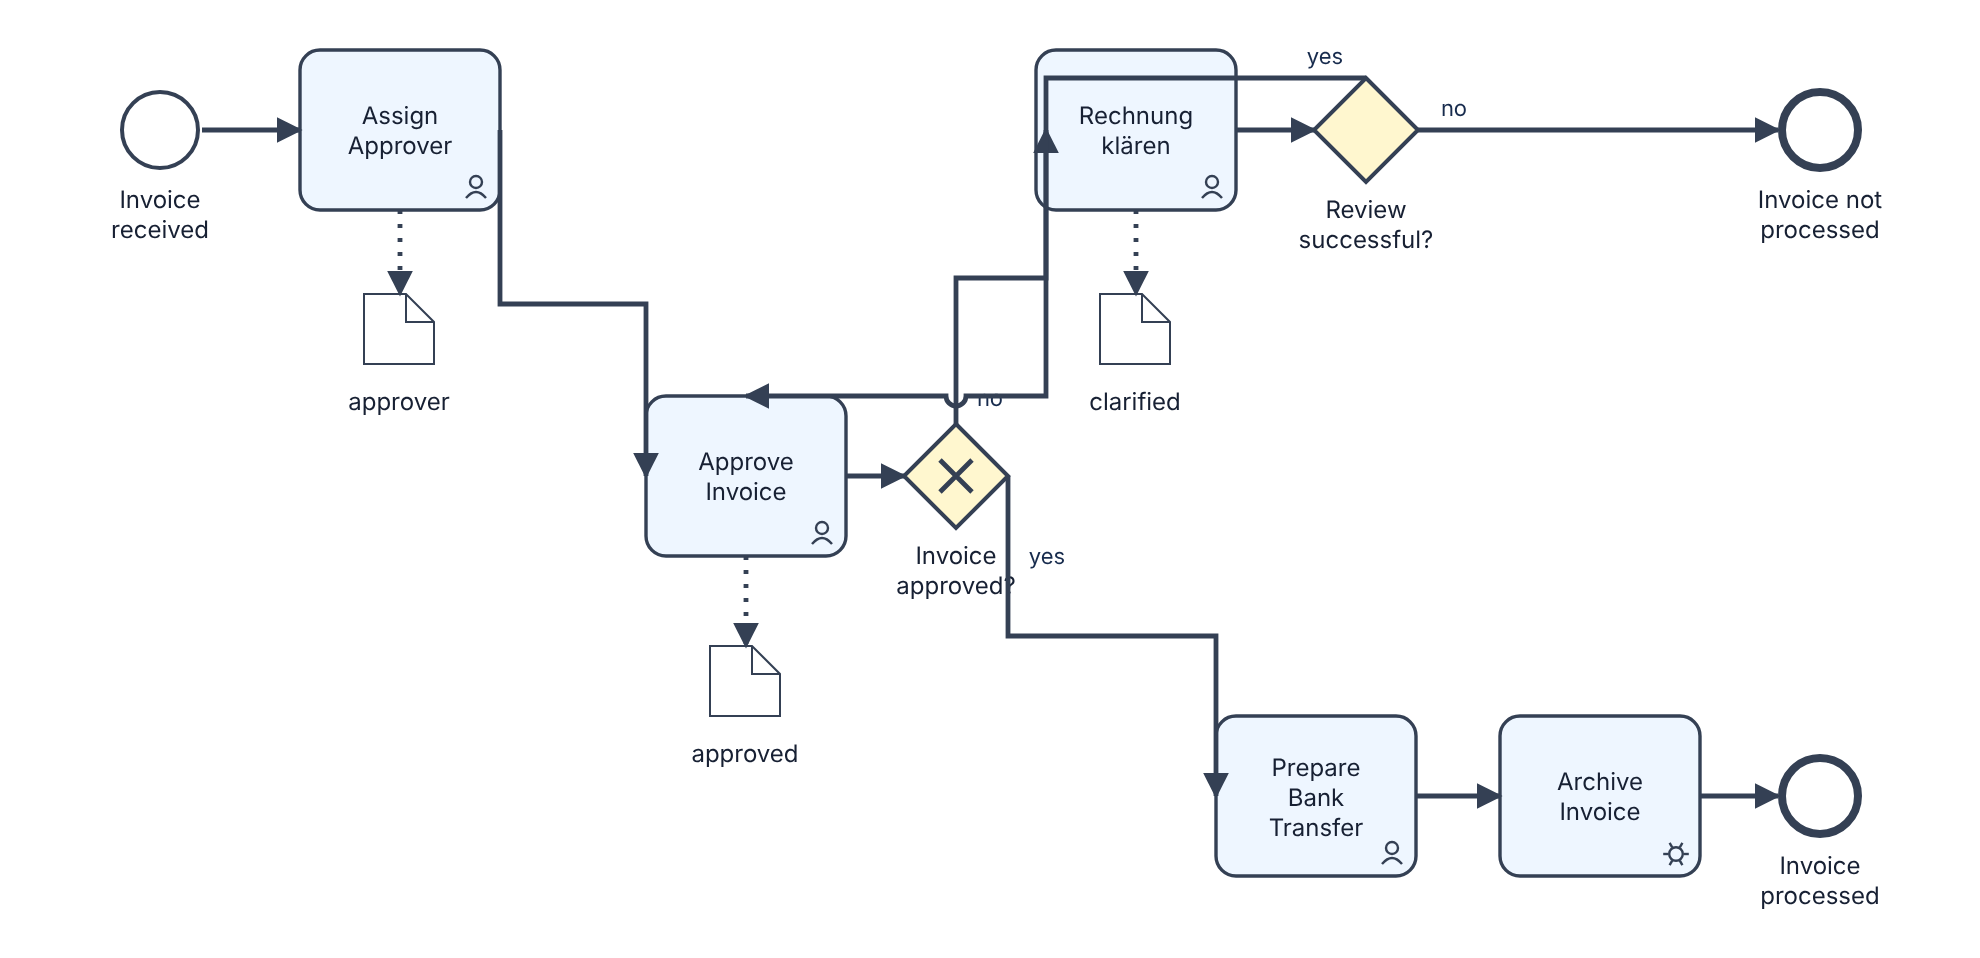 yes
Assign
Approver
Rechnung
klären
no
Invoice
received
Review
successful?
Invoice not
processed
approver
clarified
no
Approve
Invoice
Invoice
approved?
yes
approved
Prepare
Bank
Transfer
Archive
Invoice
Invoice
processed